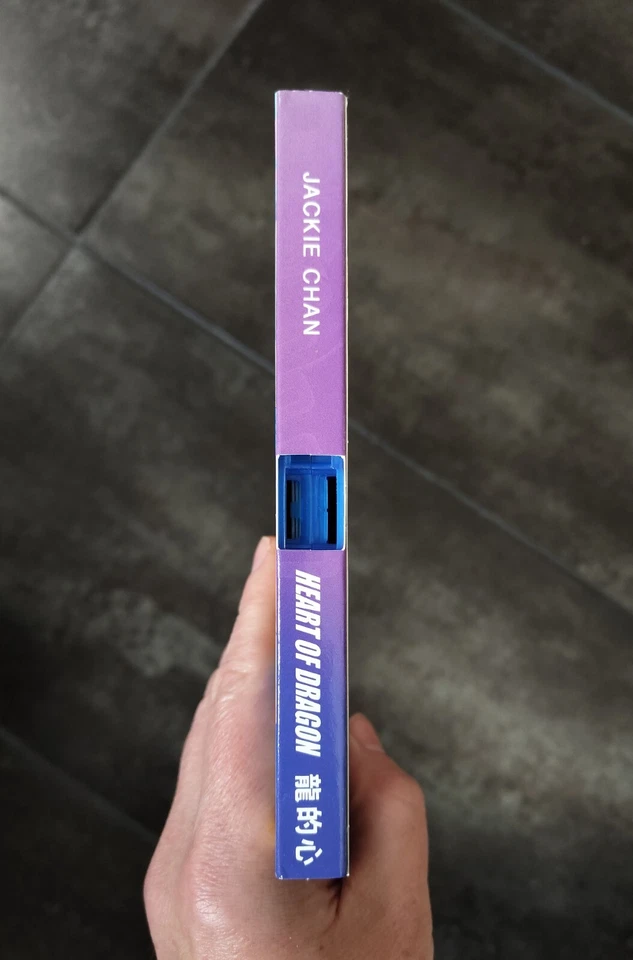 JACKIE CHAN
HEART OF DRAGON 龍的心